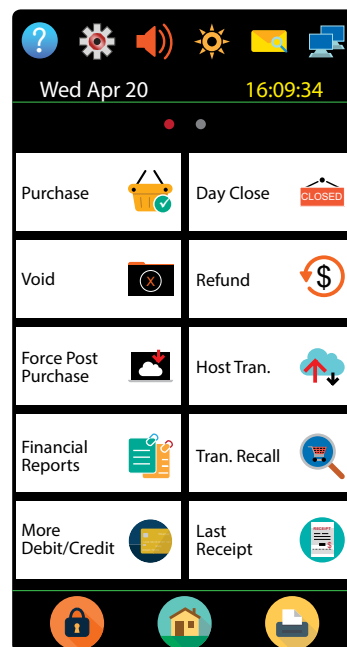 ?
Wed Apr 20 16:09:34
Purchase
Day Close
CLOSED
Void
X
Refund
$
Force Post
Purchase
Host Tran.
Financial
Reports
Tran. Recall
More
Debit/Credit
Last
Receipt
RECEIPT
$